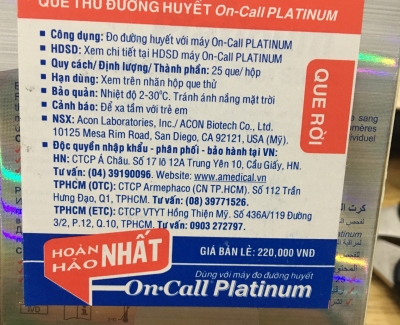 QUE THỬ ĐƯỜNG HUYẾT On-Call PLATINUM
Công dụng: Đo đường huyết với máy On-Call PLATINUM
HDSD: Xem chi tiết tại HDSD máy On-Call PLATINUM
Quy cách/ Định lượng/ Thành phần: 25 que/ hộp
Hạn dùng: Xem trên nhãn hộp que thử
Bảo quản: Nhiệt độ 2-30°C. Tránh ánh nắng mặt trời
Cảnh báo: Để xa tầm với trẻ em
NSX: Acon Laboratories, Inc./ ACON Biotech Co., Ltd.
10125 Mesa Rim Road, San Diego, CA 92121, USA (Mỹ).
Độc quyền nhập khẩu - phân phối - bảo hành tại VN:
HN: CTCP Á Châu. Số 17 lô 12A Trung Yên 10, Cầu Giấy, HN.
Tư vấn: (04) 39190096. Website: www.amedical.vn
TPHCM (OTC): CTCP Armephaco (CN TP.HCM). Số 112 Trần
Hưng Đạo, Q1, TPHCM. Tư vấn: (08) 39771526.
TPHCM (ETC): CTCP VTYT Hồng Thiện Mỹ. Số 436A/119 Đường
3/2, P.12, Q.10, TPHCM. Tư vấn: 0903 272797.
QUE RỜI
HOÀN HẢO NHẤT
GIÁ BÁN LẺ: 220,000 VNĐ
Dùng với máy đo đường huyết
On-Call Platinum